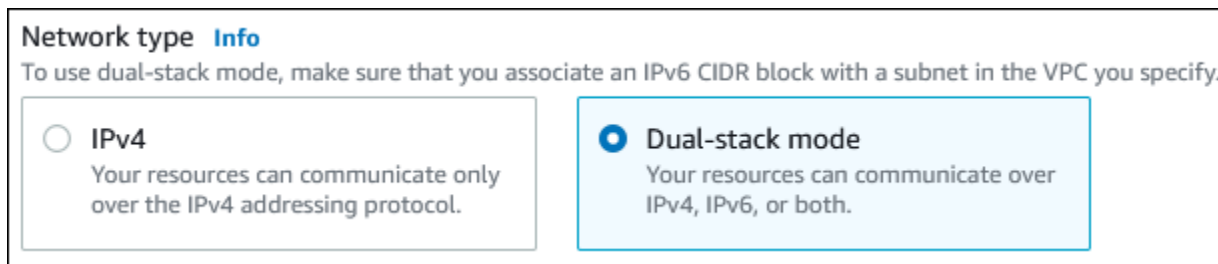 Network type Info
To use dual-stack mode, make sure that you associate an IPv6 CIDR block with a subnet in the VPC you specify.
IPv4
Your resources can communicate only
over the IPv4 addressing protocol.
Dual-stack mode
Your resources can communicate over
IPv4, IPv6, or both.